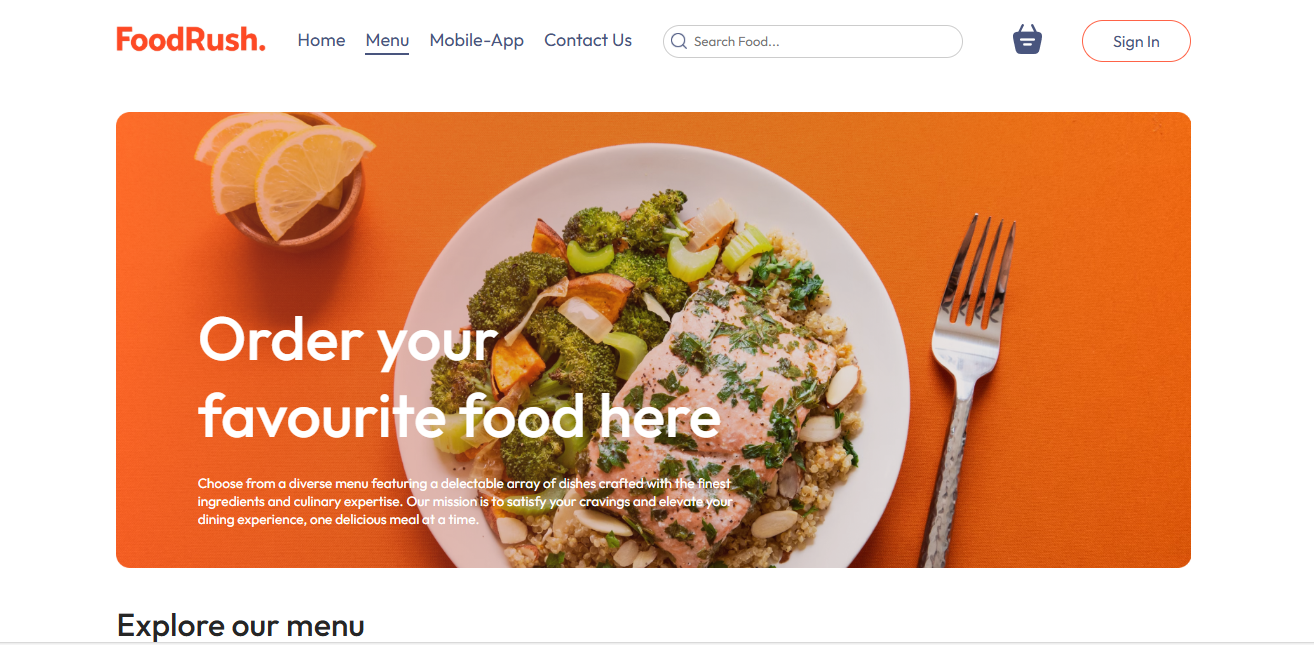 FoodRush.
Home
Menu
Mobile-App
Contact Us
Search Food...
Sign In
Order your
favourite food here
Choose from a diverse menu featuring a delectable array of dishes crafted with the finest
ingredients and culinary expertise. Our mission is to satisfy your cravings and elevate your
dining experience, one delicious meal at a time.
Explore our menu